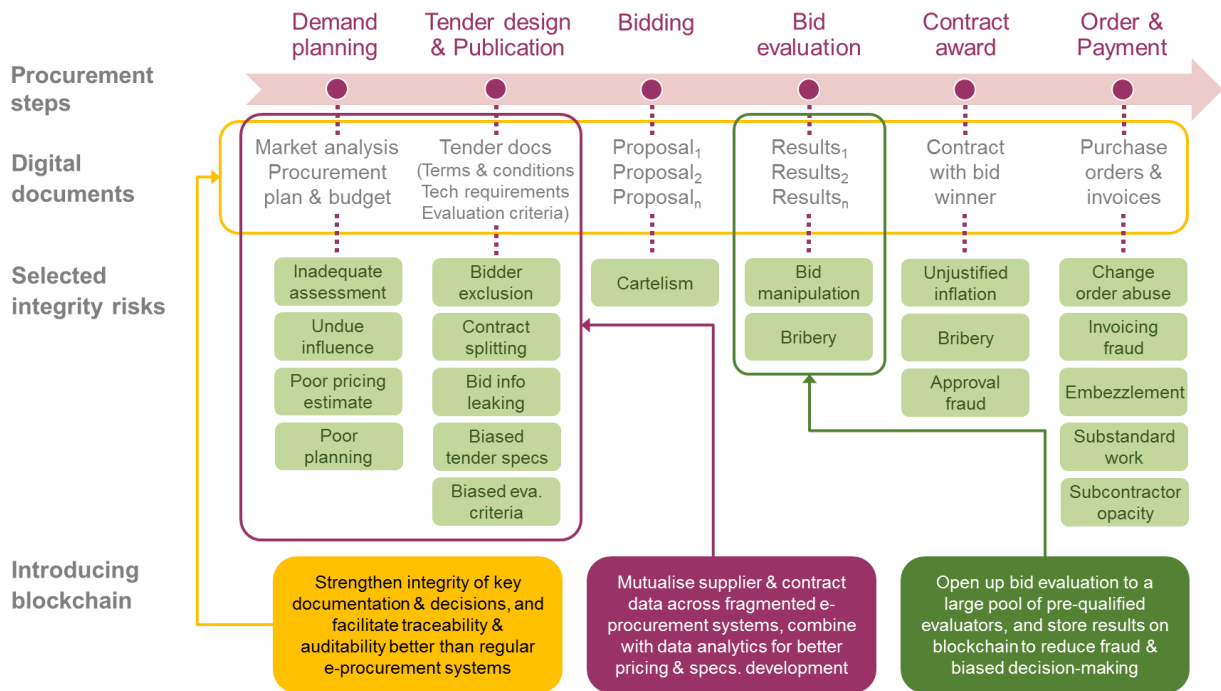 Demand
planning
Tender design
& Publication
Bidding
Bid
evaluation
Contract
award
Order &
Payment
Procurement
steps
Digital
documents
Market analysis
Procurement
plan & budget
Tender docs
(Terms & conditions
Tech requirements
Evaluation criteria)
Proposal₁
Proposal₂
Proposalₙ
Results₁
Results₂
Resultsₙ
Contract
with bid
winner
Purchase
orders &
invoices
Selected
integrity risks
Inadequate
assessment
Undue
influence
Poor pricing
estimate
Poor
planning
Bidder
exclusion
Contract
splitting
Bid info
leaking
Biased
tender specs
Biased eva.
criteria
Cartelism
Bid
manipulation
Bribery
Unjustified
inflation
Bribery
Approval
fraud
Change
order abuse
Invoicing
fraud
Embezzlement
Substandard
work
Subcontractor
opacity
Introducing
blockchain
Strengthen integrity of key
documentation & decisions, and
facilitate traceability &
auditability better than regular
e-procurement systems
Mutualise supplier & contract
data across fragmented e-
procurement systems, combine
with data analytics for better
pricing & specs. development
Open up bid evaluation to a
large pool of pre-qualified
evaluators, and store results on
blockchain to reduce fraud &
biased decision-making